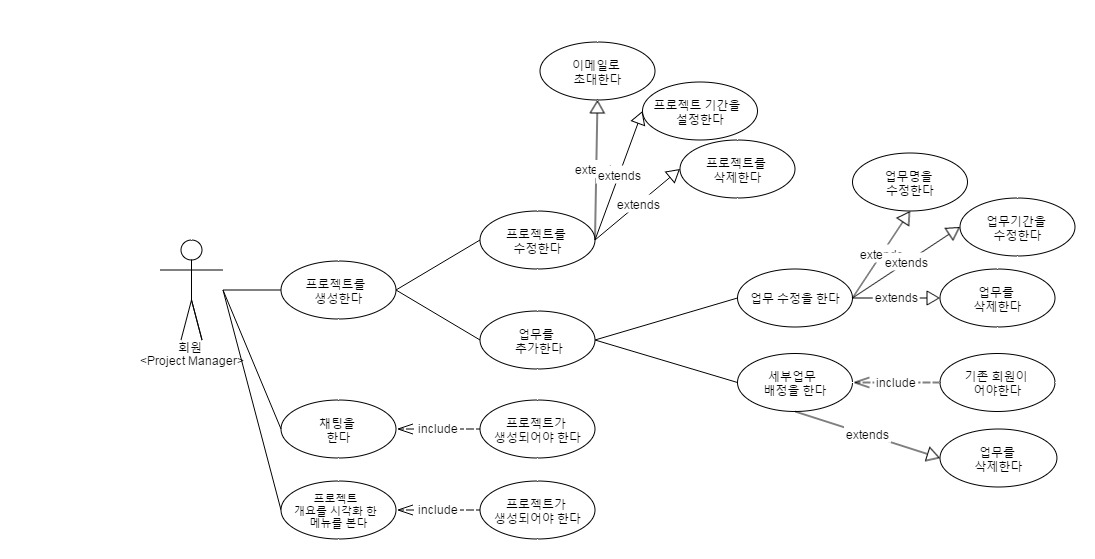 이메일로
초대한다
프로젝트 기간을
설정한다
프로젝트를
삭제한다
exte
extends
extends
프로젝트를
수정한다
업무명을
수정한다
업무기간을
수정한다
extends
extends
extends
업무를
삭제한다
프로젝트를
생성한다
업무 수정을 한다
업무를
추가한다
회원
<Project Manager>
세부업무
배정을 한다
include
기존 회원이
어야한다
extends
업무를
삭제한다
채팅을
한다
include
프로젝트가
생성되어야 한다
프로젝트
개요를 시각화 한
메뉴를 본다
include
프로젝트가
생성되어야 한다